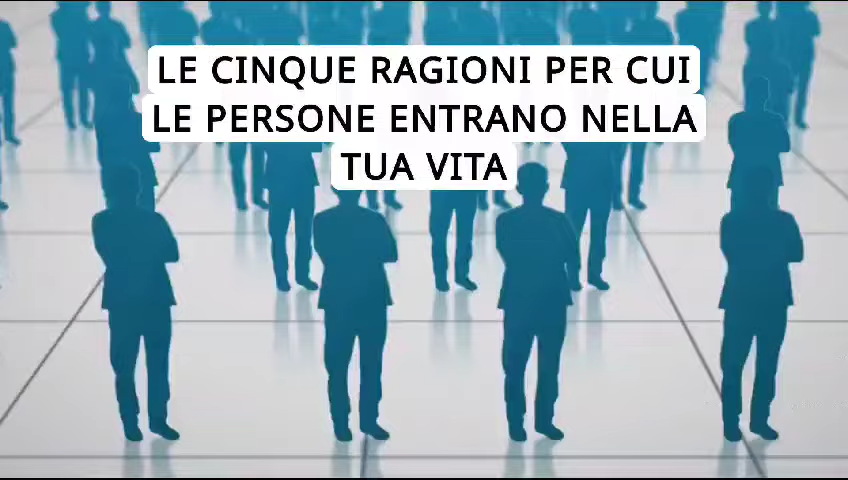 LE CINQUE RAGIONI PER CUI
LE PERSONE ENTRANO NELLA
TUA VITA